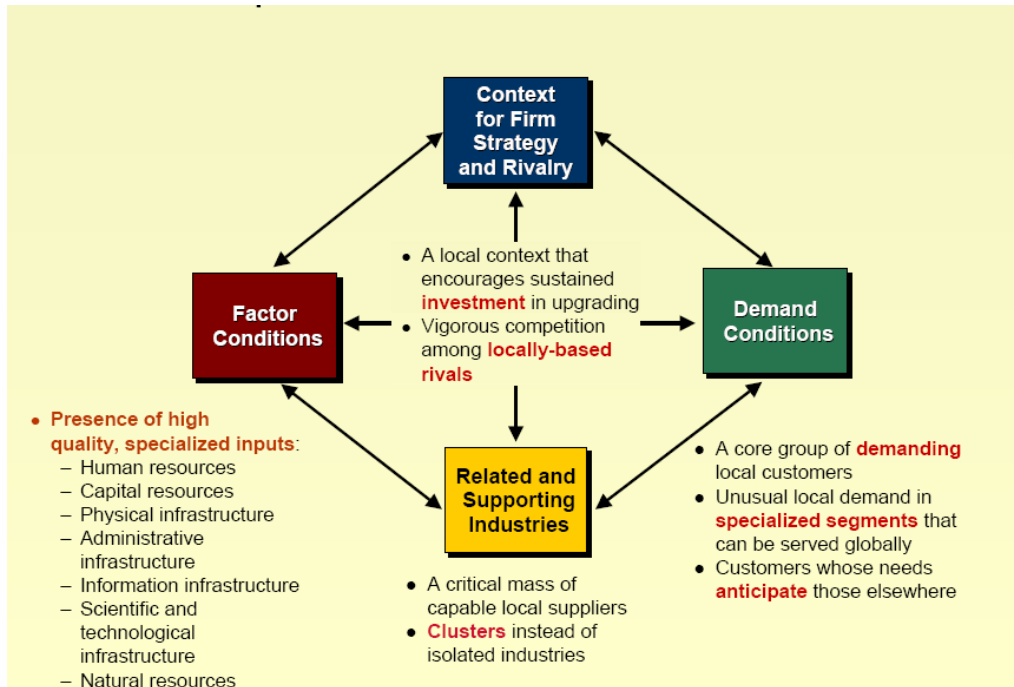 Context
for Firm
Strategy
and Rivalry
• A local context that
encourages sustained
investment in upgrading
• Vigorous competition
among locally-based
rivals
Factor
Conditions
Demand
Conditions
• Presence of high
quality, specialized inputs:
– Human resources
– Capital resources
– Physical infrastructure
– Administrative
infrastructure
– Information infrastructure
– Scientific and
technological
infrastructure
– Natural resources
Related and
Supporting
Industries
• A critical mass of
capable local suppliers
• Clusters instead of
isolated industries
• A core group of demanding
local customers
• Unusual local demand in
specialized segments that
can be served globally
• Customers whose needs
anticipate those elsewhere